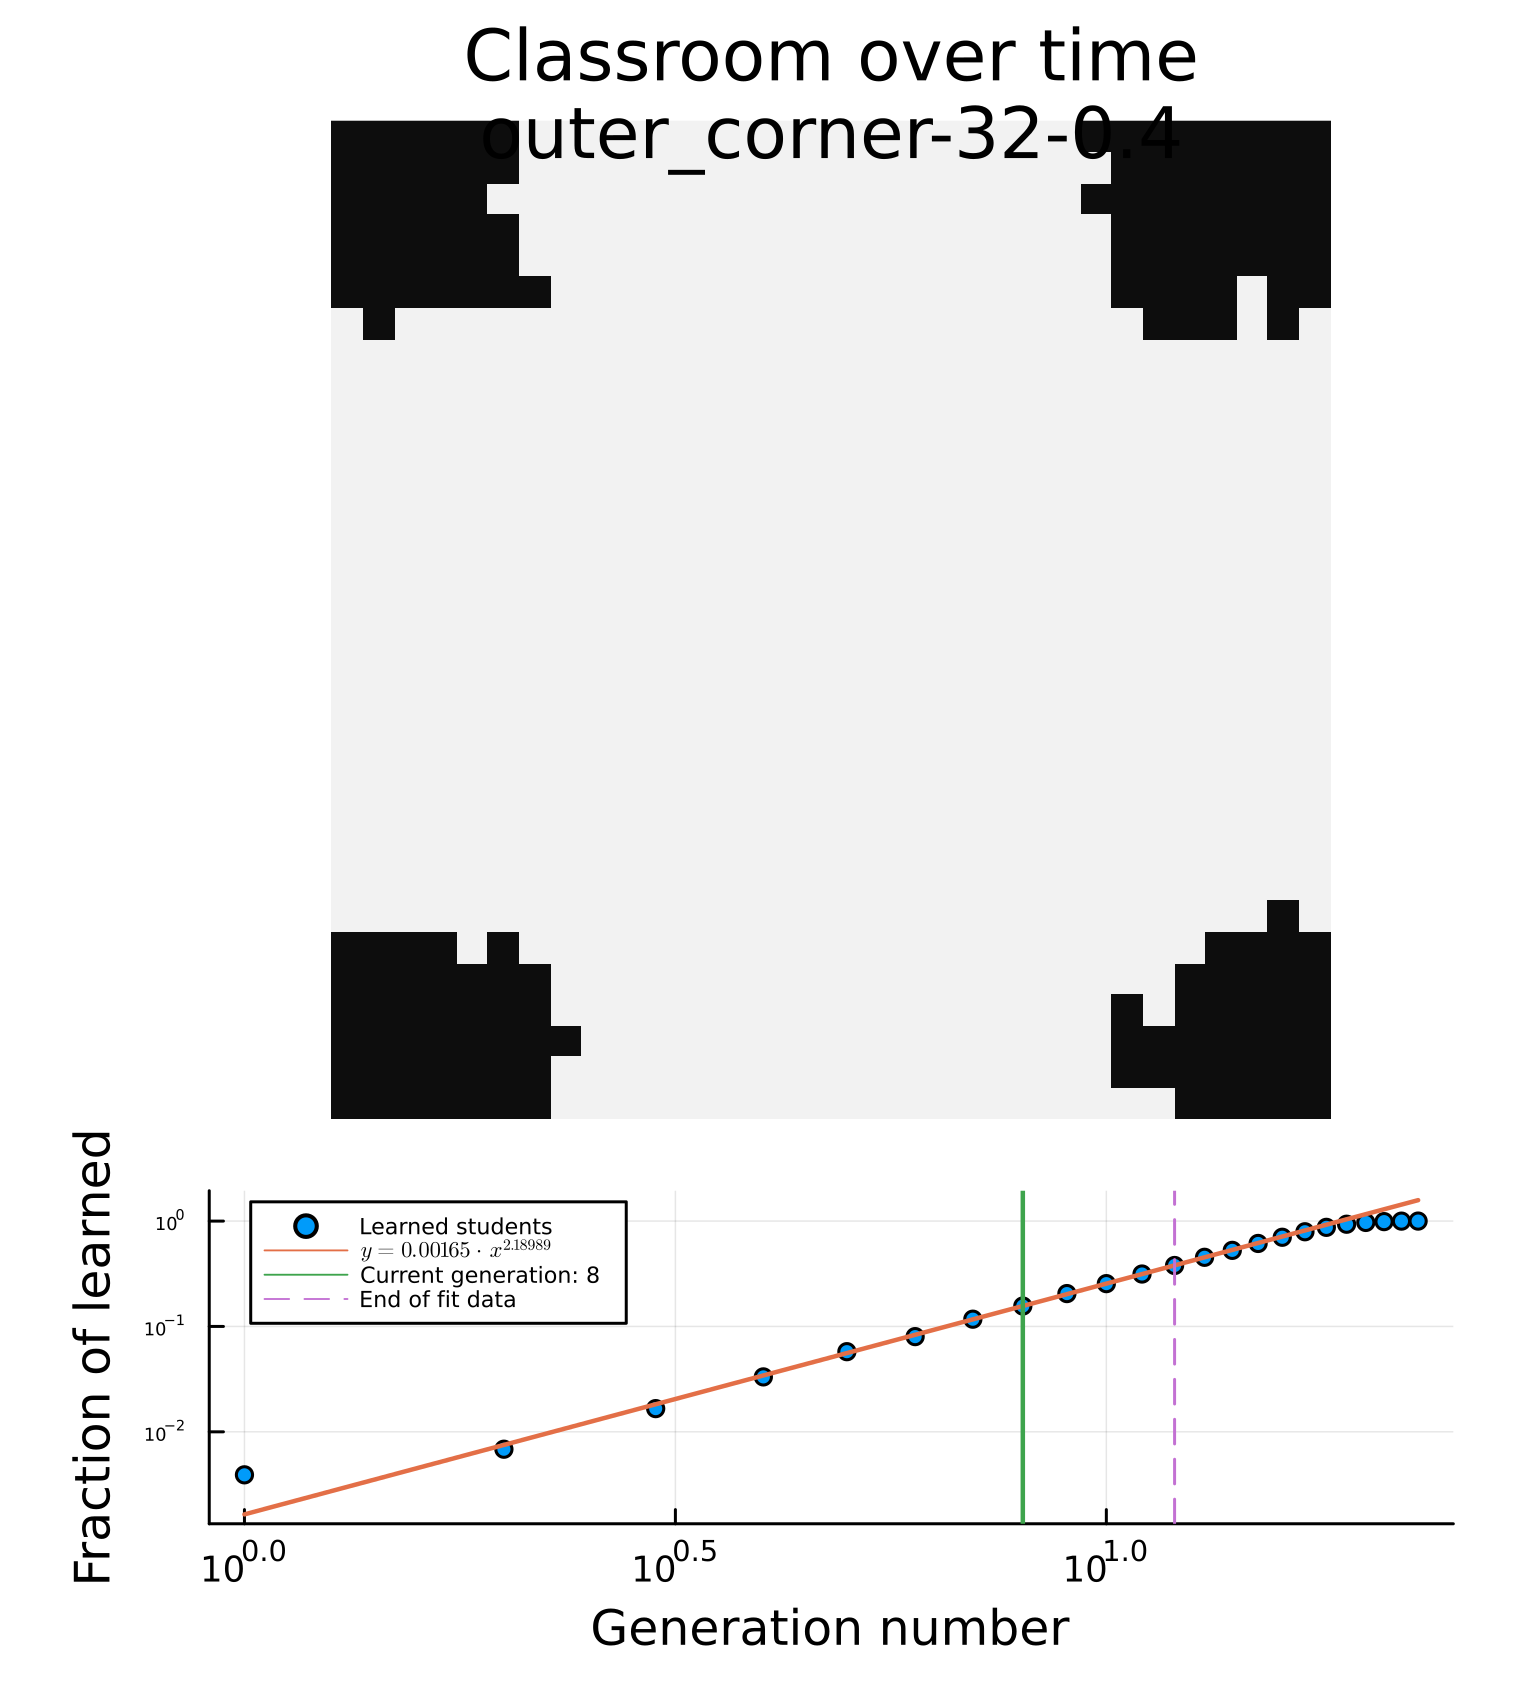 Classroom over time
outer_corner-32-0.4
Fraction of learned
10^0
10^−1
10^−2
Learned students
y = 0.00165 · x^2.18989
Current generation: 8
End of fit data
10^0.0
10^0.5
10^1.0
Generation number